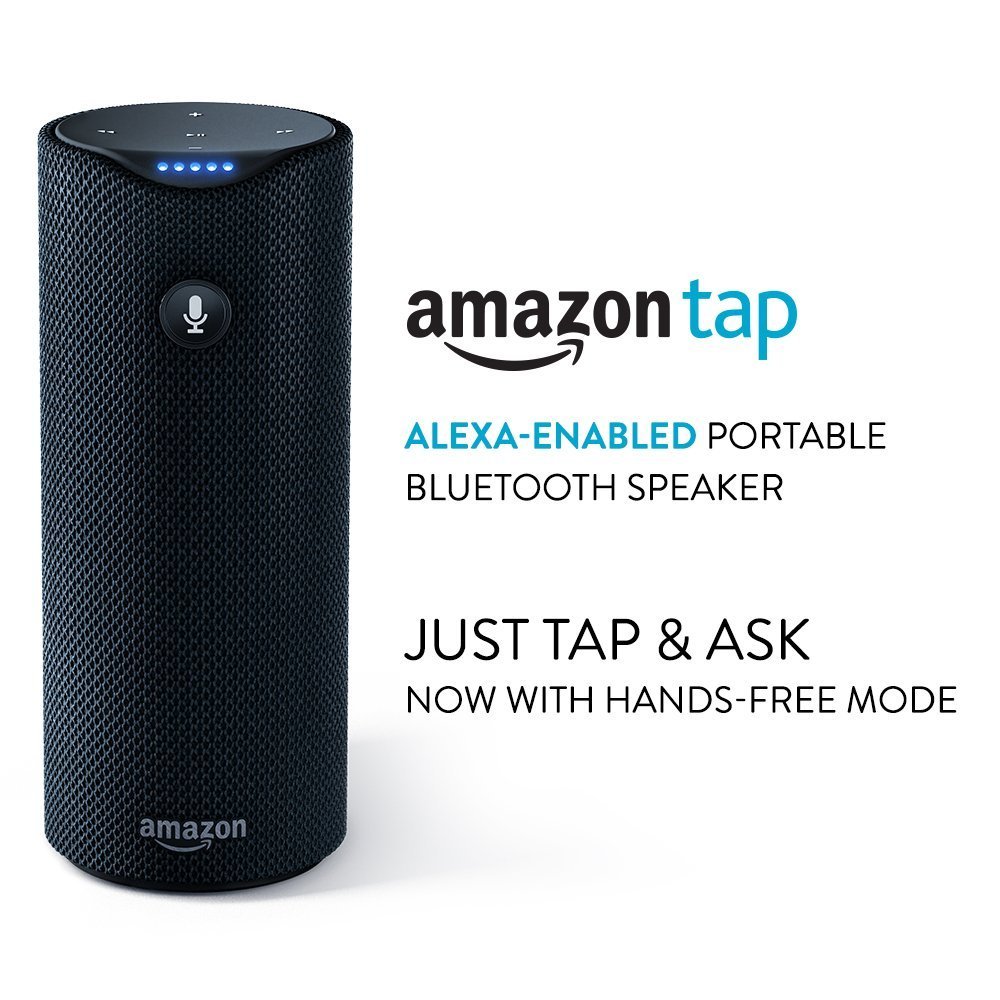 amazon tap
ALEXA-ENABLED PORTABLE
BLUETOOTH SPEAKER
JUST TAP & ASK
NOW WITH HANDS-FREE MODE
amazon